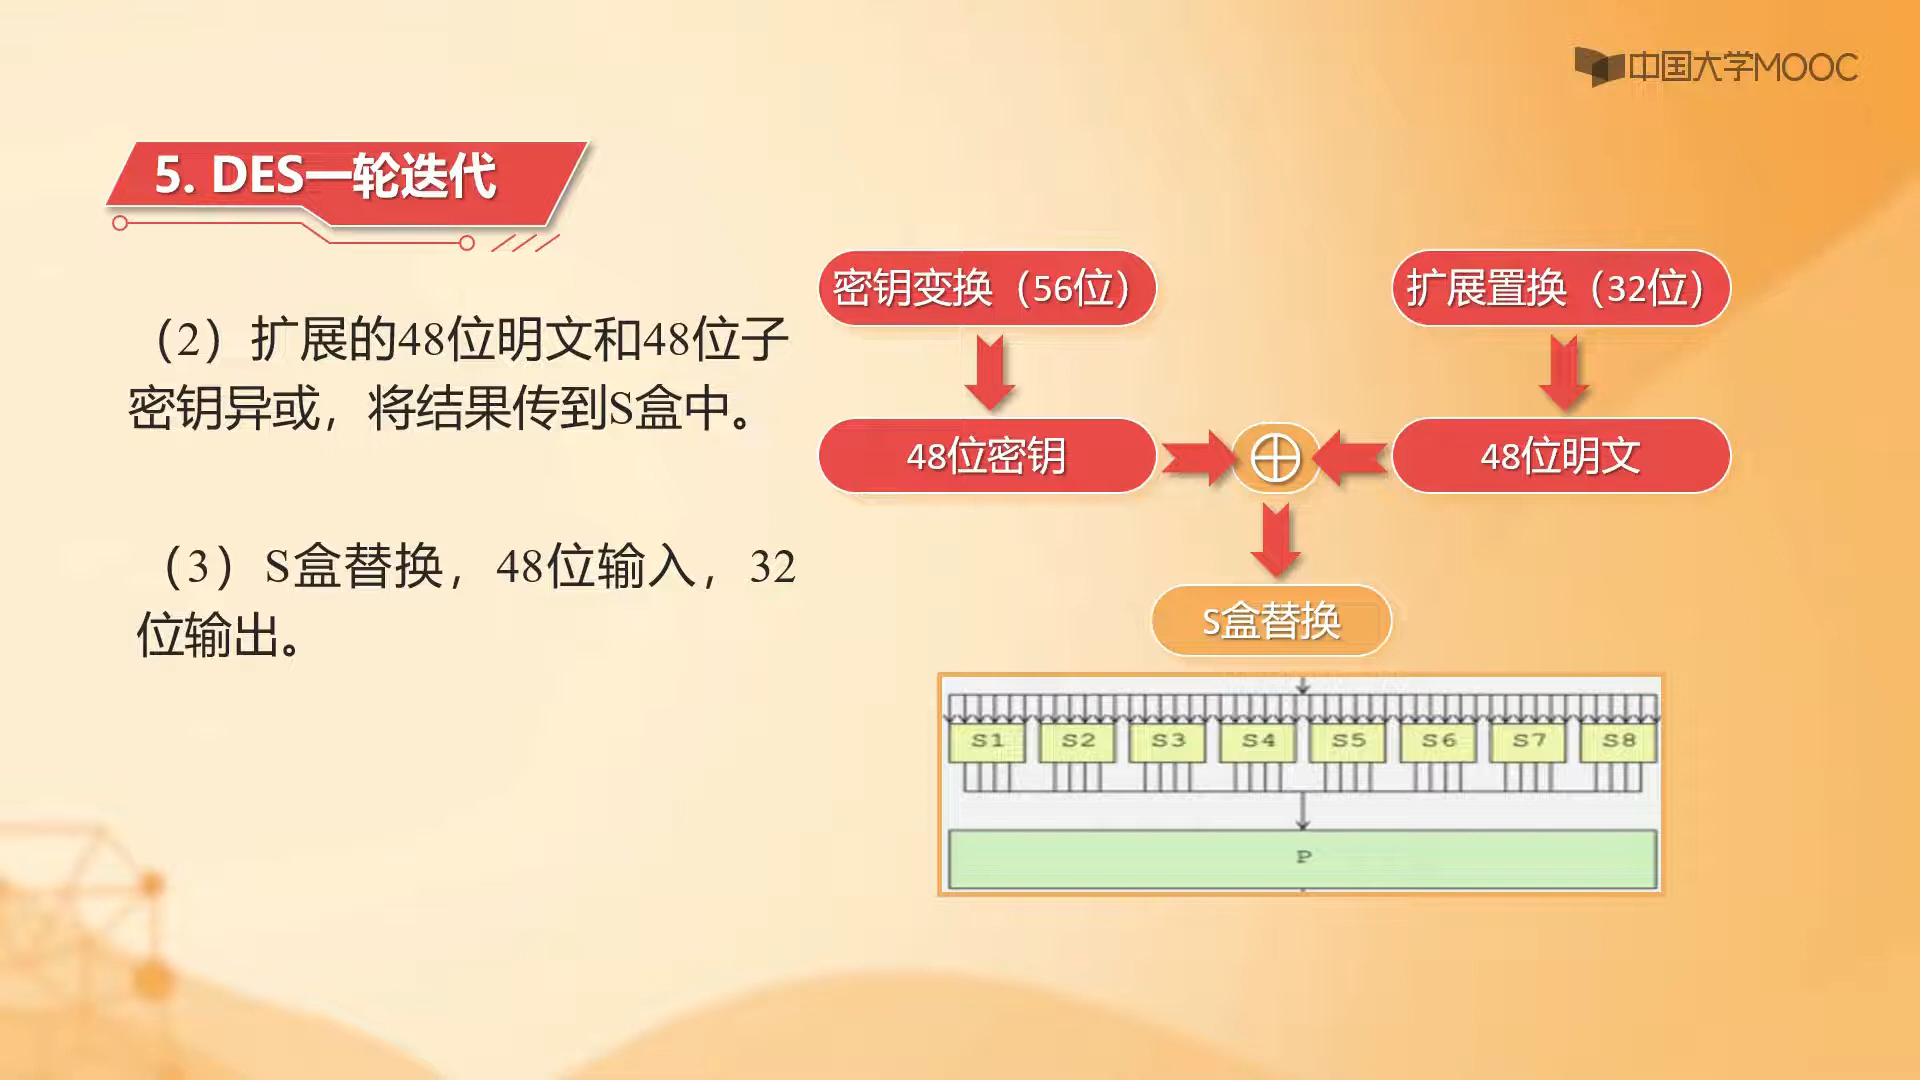 中国大学MOOC
5. DES一轮迭代
（2）扩展的48位明文和48位子
密钥异或，将结果传到S盒中。
（3）S盒替换，48位输入，32
位输出。
密钥变换（56位）
扩展置换（32位）
48位密钥
48位明文
S盒替换
S1 S2 S3 S4 S5 S6 S7 S8
P